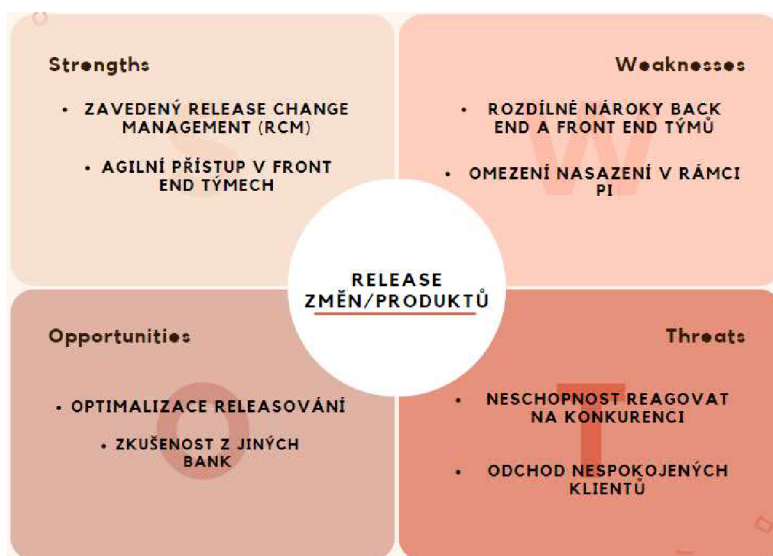 Strengths
• ZAVEDENÝ RELEASE CHANGE
MANAGEMENT (RCM)
• AGILNÍ PŘÍSTUP V FRONT
END TÝMECH
Weaknesses
• ROZDÍLNÉ NÁROKY BACK
END A FRONT END TÝMŮ
• OMEZENÍ NASAZENÍ V RÁMCI
PI
RELEASE
ZMĚN/PRODUKTŮ
Opportunities
• OPTIMALIZACE RELEASOVÁNÍ
• ZKUŠENOST Z JINÝCH
BANK
Threats
• NESCHOPNOST REAGOVAT
NA KONKURENCI
• ODCHOD NESPOKOJENÝCH
KLIENTŮ
S
W
O
T